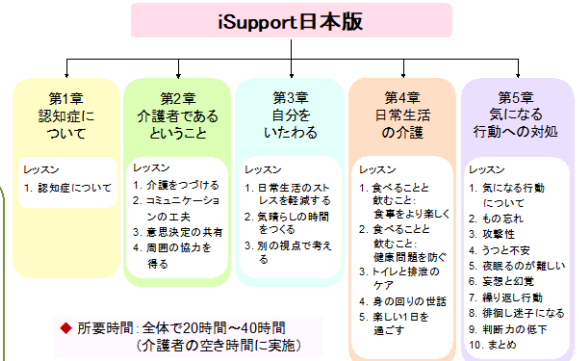 iSupport日本版
第1章
認知症に
ついて
レッスン
1. 認知症について
第2章
介護者である
ということ
レッスン
1. 介護をつづける
2. コミュニケーション
の工夫
3. 意思決定の共有
4. 周囲の協力を
得る
第3章
自分を
いたわる
レッスン
1. 日常生活のスト
レスを軽減する
2. 気晴らしの時間
をつくる
3. 別の視点で考え
る
第4章
日常生活
の介護
レッスン
1. 食べることと
飲むこと:
食事をより楽しく
2. 食べることと
飲むこと:
健康問題を防ぐ
3. トイレと排泄の
ケア
4. 身の回りの世話
5. 楽しい1日を
過ごす
第5章
気になる
行動への対処
レッスン
1. 気になる行動
について
2. もの忘れ
3. 攻撃性
4. うつと不安
5. 夜眠るのが難しい
6. 妄想と幻覚
7. 繰り返し行動
8. 徘徊し迷子になる
9. 判断力の低下
10. まとめ
◆ 所要時間:全体で20時間～40時間
(介護者の空き時間に実施)